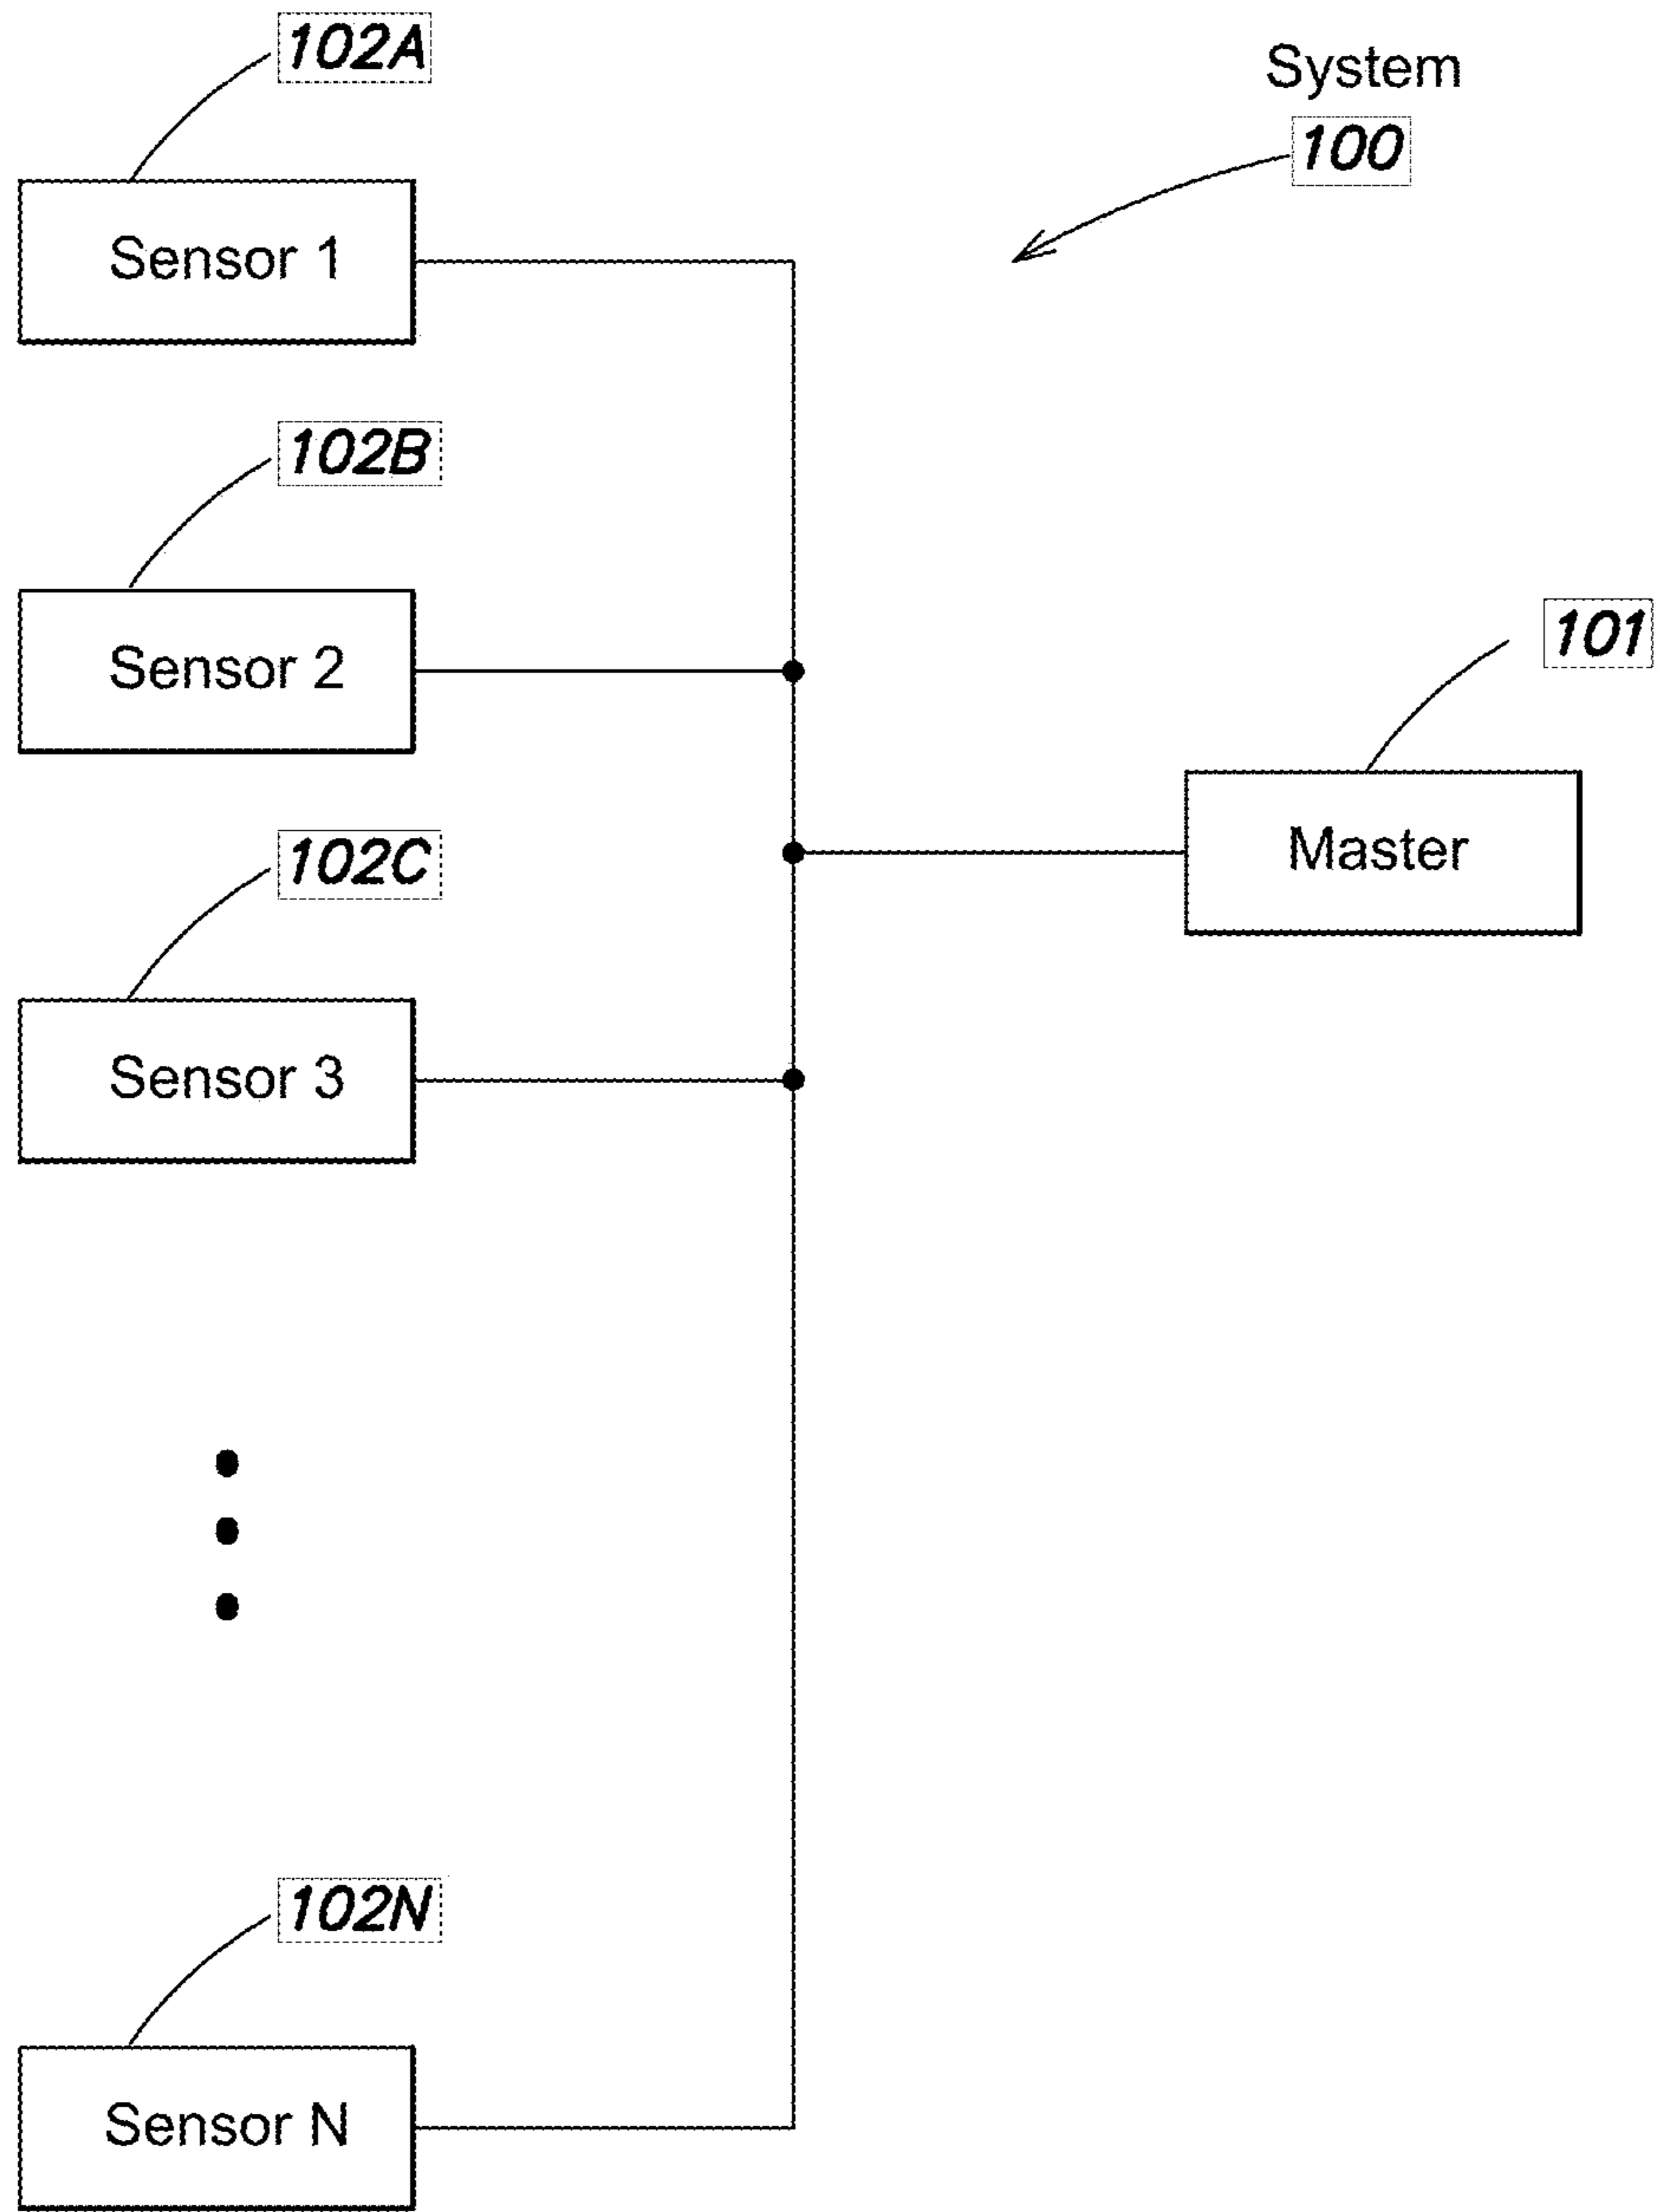 102A
System
100
Sensor 1
102B
Sensor 2
101
Master
102C
Sensor 3
102N
Sensor N